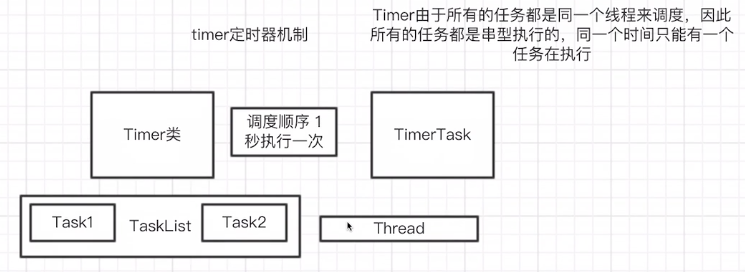 timer定时器机制
Timer由于所有的任务都是同一个线程来调度，因此
所有的任务都是串型执行的，同一个时间只能有一个
任务在执行
Timer类
调度顺序 1
秒执行一次
TimerTask
Task1
TaskList
Task2
Thread